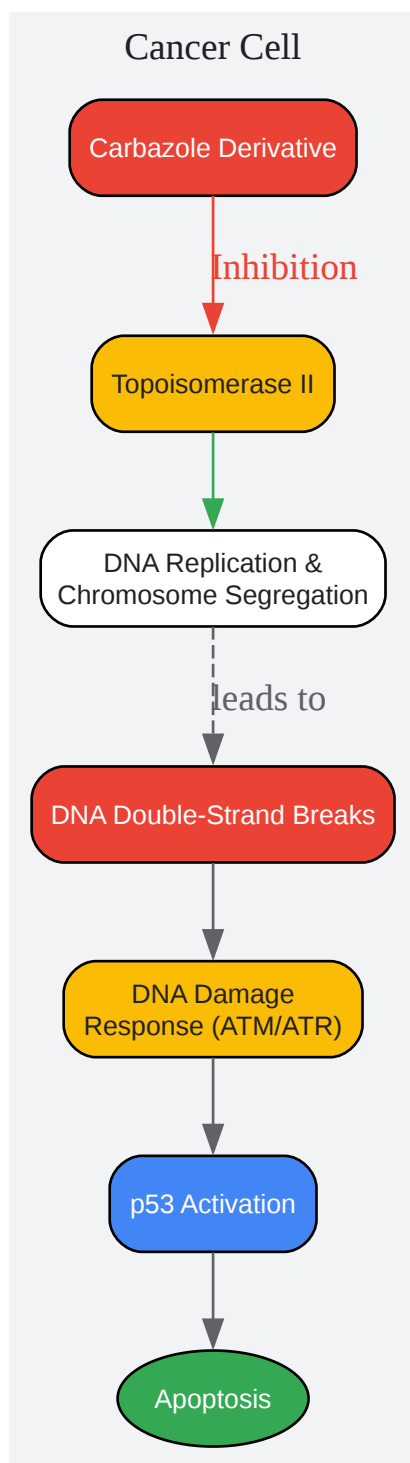 Cancer Cell
Carbazole Derivative
Inhibition
Topoisomerase II
DNA Replication &
Chromosome Segregation
leads to
DNA Double-Strand Breaks
DNA Damage
Response (ATM/ATR)
p53 Activation
Apoptosis